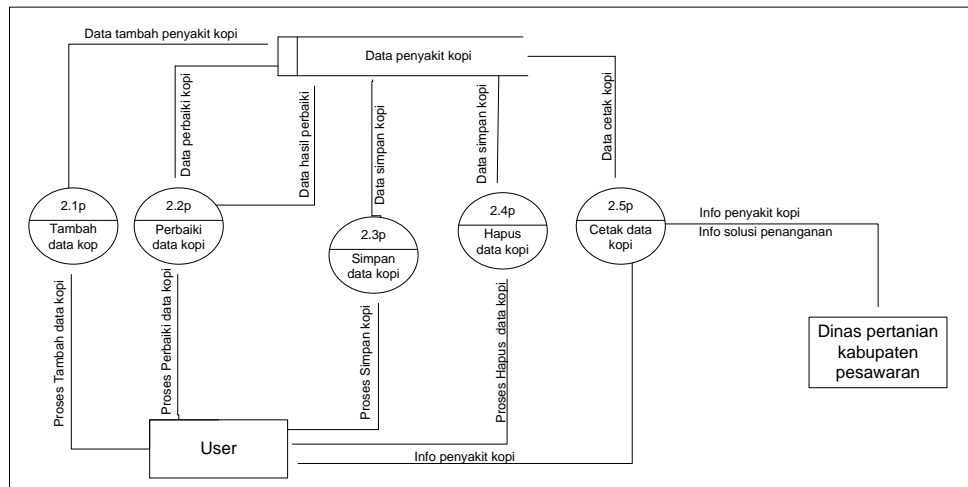 Data tambah penyakit kopi
Data penyakit kopi
Data perbaiki kopi
Data hasil perbaiki
Data simpan kopi
Data simpan kopi
Data cetak kopi
2.1p
Tambah
data kop
2.2p
Perbaiki
data kopi
2.3p
Simpan
data kopi
2.4p
Hapus
data kopi
2.5p
Cetak data
kopi
Info penyakit kopi
Info solusi penanganan
Dinas pertanian
kabupaten
pesawaran
Proses Tambah data kopi
Proses Perbaiki data kopi
Proses Simpan kopi
Proses Hapus data kopi
User
Info penyakit kopi